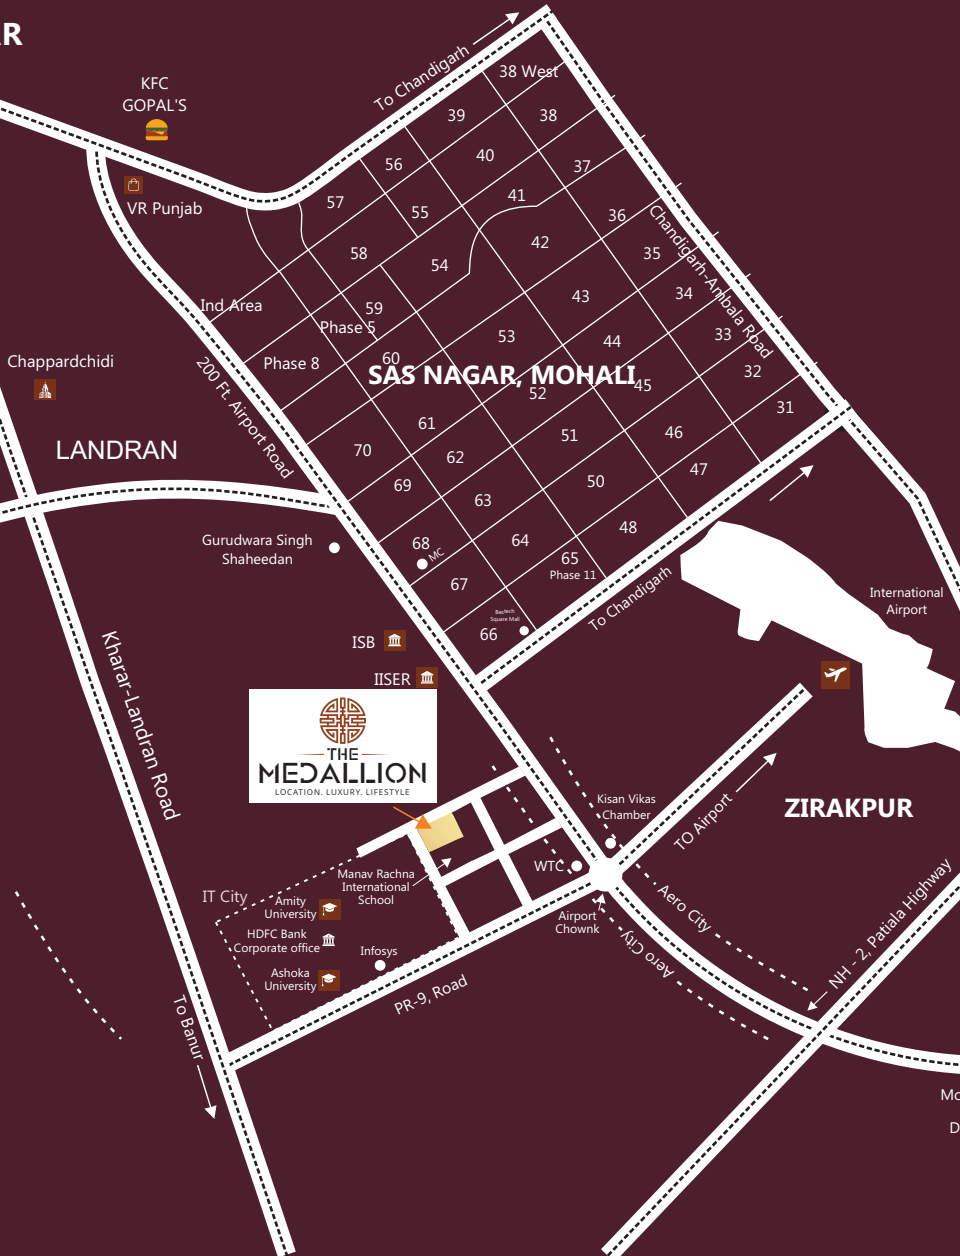 AR
KFC
GOPAL'S
VR Punjab
To Chandigarh
38 West
39
38
56
40
37
57
55
41
36
58
54
42
35
Chandigarh-Ambala Road
Ind Area
59
43
34
Phase 5
53
44
33
Phase 8
60
Chappardchidi
SAS NAGAR, MOHALI
52
45
32
31
200 Ft. Airport Road
61
51
46
LANDRAN
70
62
50
47
69
63
48
68
MC
64
65
Phase 11
Gurudwara Singh
Shaheedan
67
Bestech
Square Mall
66
To Chandigarh
International
Airport
ISB
IISER
Kharar-Landran Road
THE
MEDALLION
LOCATION. LUXURY. LIFESTYLE
Kisan Vikas
Chamber
TO Airport
ZIRAKPUR
WTC
Manav Rachna
International
School
IT City
Amity
University
HDFC Bank
Corporate office
Infosys
Ashoka
University
Airport
Chownk
Aero City
Aero City
NH - 2, Patiala Highway
PR-9, Road
To Banur
Mo
D